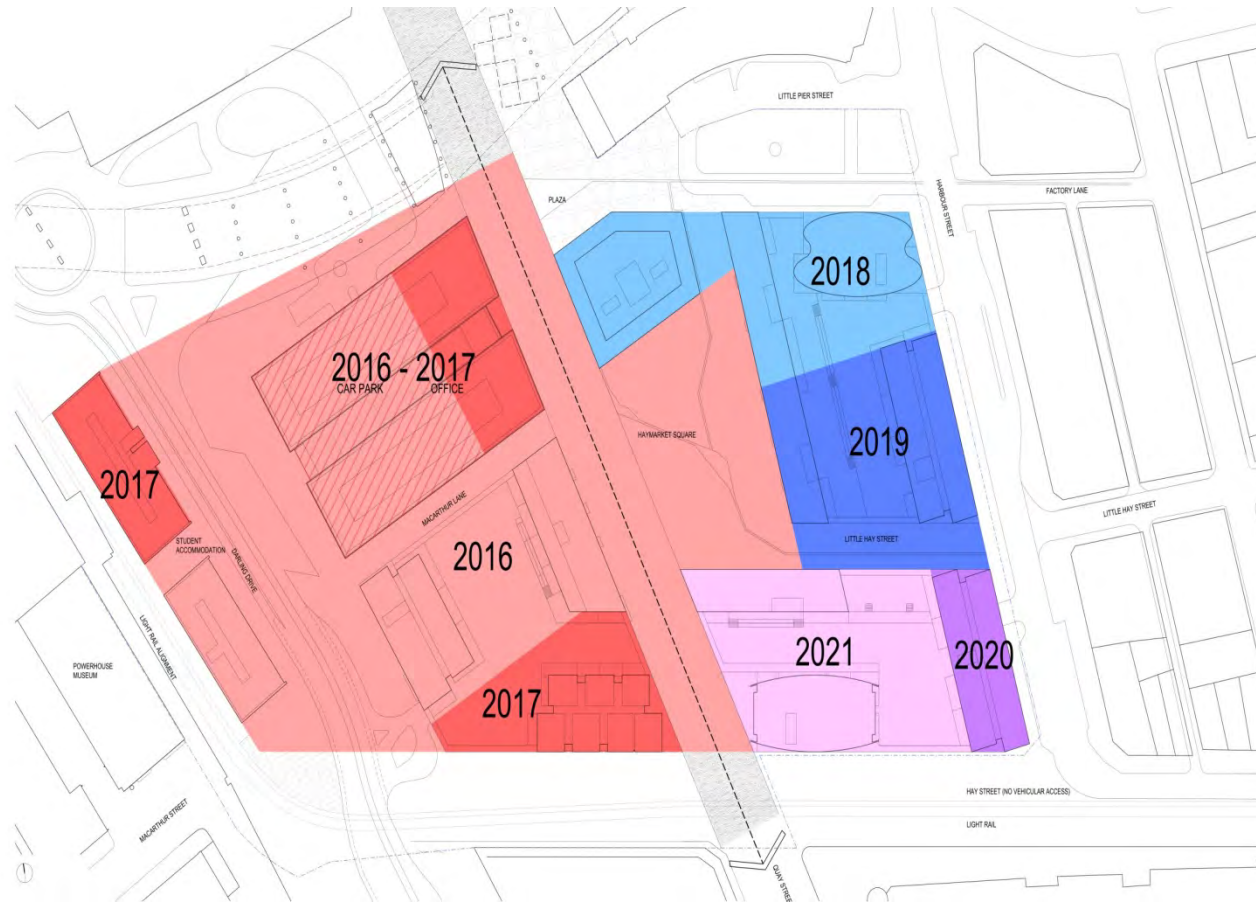 LITTLE PIER STREET
FACTORY LANE
HARBOUR STREET
PLAZA
2018
2016 - 2017
CAR PARK
OFFICE
HAYMARKET SQUARE
2019
2017
MACARTHUR LANE
LITTLE HAY STREET
STUDENT
ACCOMMODATION
DARLING DRIVE
2016
LITTLE HAY STREET
LIGHT RAIL ALIGNMENT
POWERHOUSE
MUSEUM
2021
2020
2017
HAY STREET (NO VEHICULAR ACCESS)
LIGHT RAIL
MACARTHUR STREET
QUAY STREET